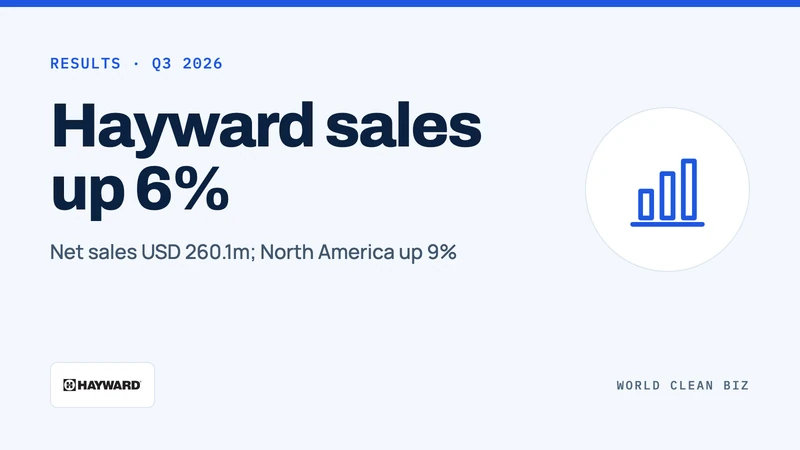 RESULTS · Q3 2026
Hayward sales
up 6%
Net sales USD 260.1m; North America up 9%
HAYWARD
WORLD CLEAN BIZ